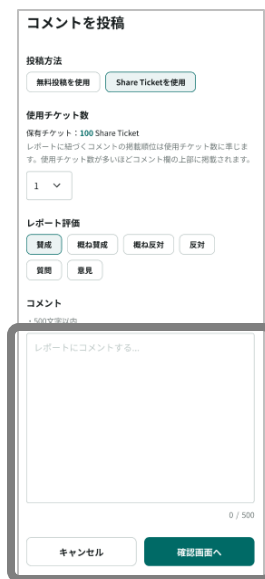 コメントを投稿
投稿方法
無料投稿を使用 Share Ticketを使用
使用チケット数
保有チケット：100 Share Ticket
レポートに紐づくコメントの掲載順位は使用チケット数に準じま
す。使用チケット数が多いほどコメント欄の上部に掲載されます。
1
レポート評価
賛成 概ね賛成 概ね反対 反対
質問 意見
コメント
・500文字以内
レポートにコメントする...
0 / 500
キャンセル 確認画面へ